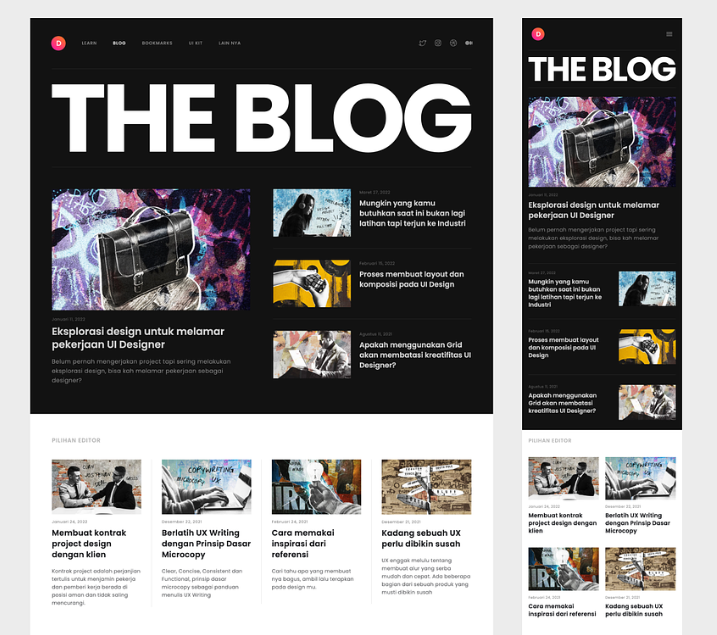 D
LEARN
BLOG
BOOKMARKS
UI KIT
LAIN NYA
THE BLOG
Januari 11, 2022
Eksplorasi design untuk melamar
pekerjaan UI Designer
Belum pernah mengerjakan project tapi sering melakukan
eksplorasi design, bisa kah melamar pekerjaan sebagai
designer?
Maret 27, 2022
Mungkin yang kamu
butuhkan saat ini bukan lagi
latihan tapi terjun ke Industri
Februari 15, 2022
Proses membuat layout dan
komposisi pada UI Design
Agustus 11, 2021
Apakah menggunakan Grid
akan membatasi kreatifitas UI
Designer?
PILIHAN EDITOR
Januari 24, 2022
Membuat kontrak
project design
dengan klien
Kontrak project adalah perjanjian
tertulis untuk menjamin pekerja
dan pemberi kerja berada di
posisi aman dan tidak saling
mencurangi.
COPYWRITING
MICROCOPY UX
Desember 22, 2021
Berlatih UX Writing
dengan Prinsip Dasar
Microcopy
Clear, Concise, Consistent dan
Functional, prinsip dasar
microcopy sebagai panduan
menulis UX Writing
Desember 24, 2021
Cara memakai
inspirasi dari
referensi
Cari tahu apa yang membuat
nya bagus, ambil lalu terapkan
pada design mu.
Desember 21, 2021
Kadang sebuah UX
perlu dibikin susah
UX enggak melulu tentang
membuat alur yang serba
mudah dan cepat. Ada beberapa
bagian dari sebuah produk yang
musti dibikin susah
D
THE BLOG
Januari 11, 2022
Eksplorasi design untuk melamar
pekerjaan UI Designer
Belum pernah mengerjakan project tapi sering
melakukan eksplorasi design, bisa kah melamar
pekerjaan sebagai designer?
Maret 27, 2022
Mungkin yang kamu
butuhkan saat ini bukan
lagi latihan tapi terjun ke
Industri
Februari 15, 2022
Proses membuat layout
dan komposisi pada UI
Design
Agustus 11, 2021
Apakah menggunakan
Grid akan membatasi
kreatifitas UI Designer?
PILIHAN EDITOR
Januari 24, 2022
Membuat kontrak
project design dengan
klien
Desember 22, 2021
Berlatih UX Writing
dengan Prinsip Dasar
Microcopy
Cara memakai
inspirasi dari referensi
Desember 21, 2021
Kadang sebuah UX
perlu dibikin susah